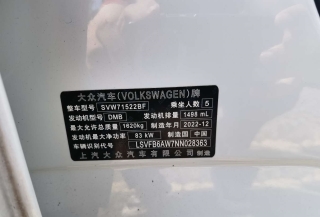 大众汽车(VOLKSWAGEN)牌
整车型号 SVW71522BF 乘坐人数 5
发动机型号 DMB 发动机排量 1498 mL
最大允许总质量 1620kg 制造年月 2022-12
发动机最大净功率 83 kW 制造国 中国
车辆识别代号 LSVFB6AW7NN028363
上汽大众汽车有限公司 制造